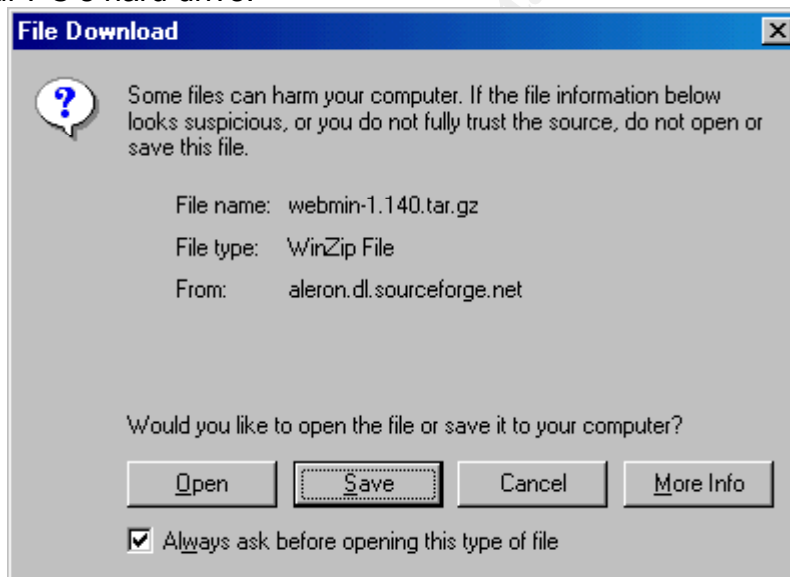 File Download
Some files can harm your computer. If the file information below
looks suspicious, or you do not fully trust the source, do not open or
save this file.
File name: webmin-1.140.tar.gz
File type: WinZip File
From: aleron.dl.sourceforge.net
Would you like to open the file or save it to your computer?
Open Save Cancel More Info
Always ask before opening this type of file